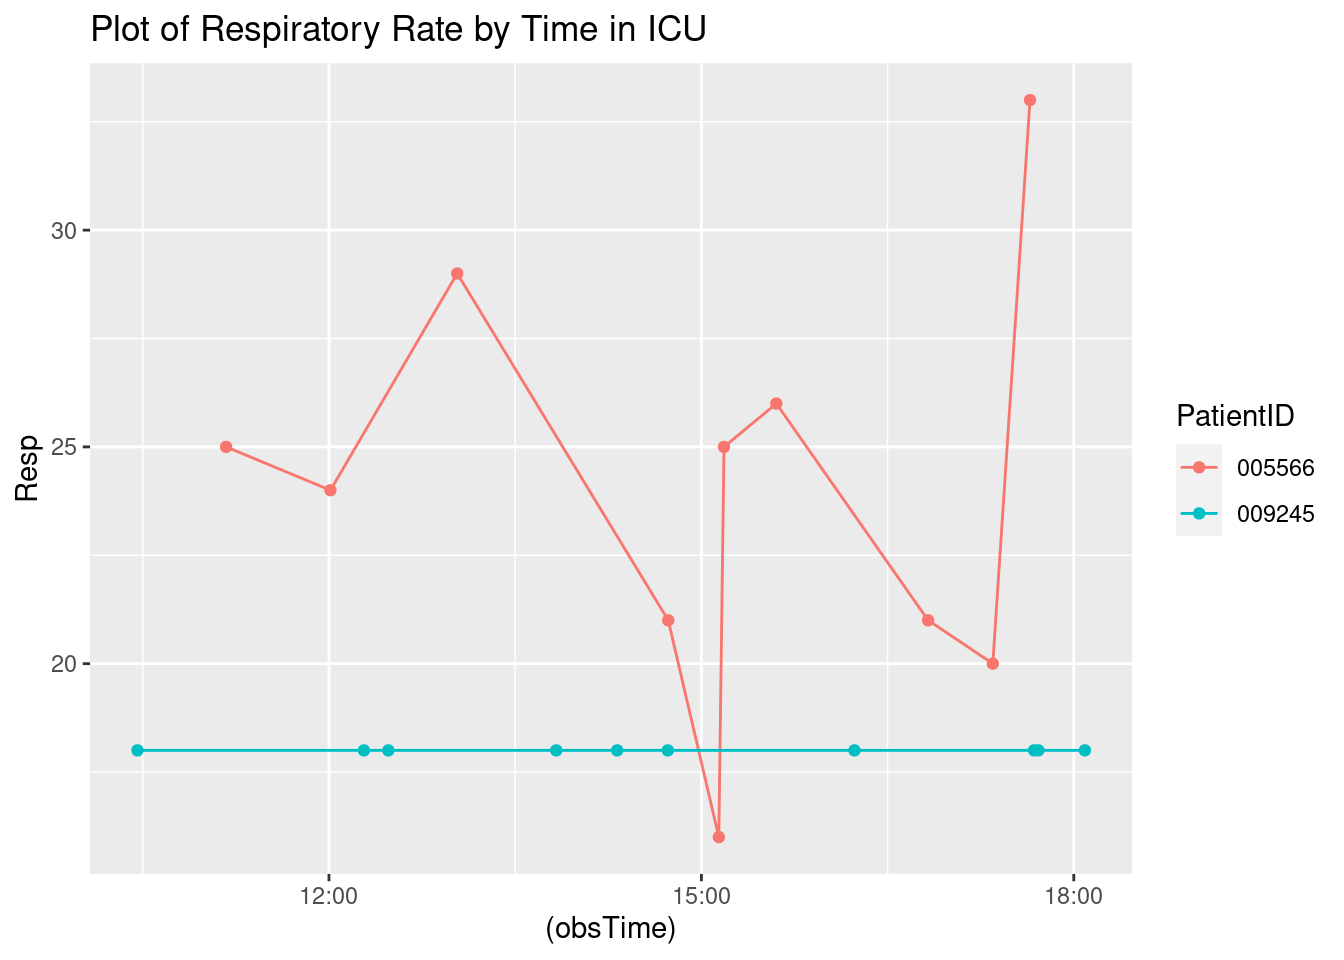 Plot of Respiratory Rate by Time in ICU
Resp
30
25
20
12:00 15:00 18:00
(obsTime)
PatientID
005566
009245